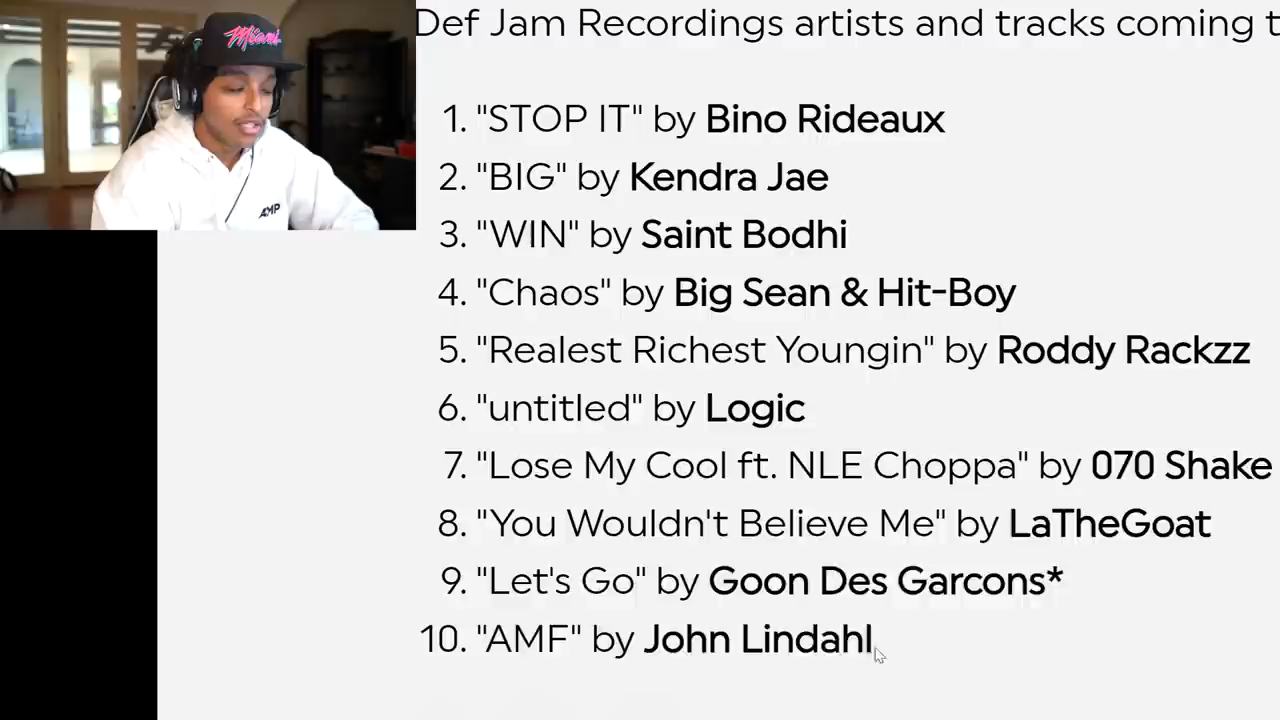 Miami
AMP
Def Jam Recordings artists and tracks coming t
1. "STOP IT" by Bino Rideaux
2. "BIG" by Kendra Jae
3. "WIN" by Saint Bodhi
4. "Chaos" by Big Sean & Hit-Boy
5. "Realest Richest Youngin" by Roddy Rackzz
6. "untitled" by Logic
7. "Lose My Cool ft. NLE Choppa" by 070 Shake
8. "You Wouldn't Believe Me" by LaTheGoat
9. "Let's Go" by Goon Des Garcons*
10. "AMF" by John Lindahl